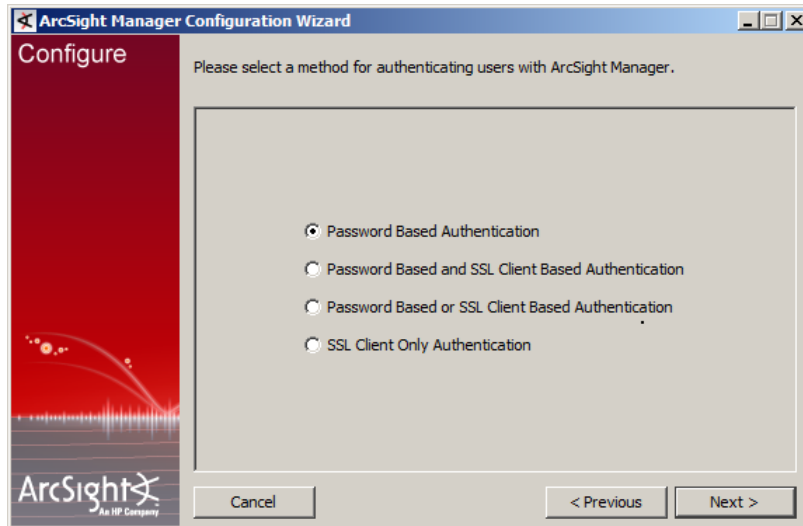 ArcSight Manager Configuration Wizard
Configure
Please select a method for authenticating users with ArcSight Manager.
Password Based Authentication
Password Based and SSL Client Based Authentication
Password Based or SSL Client Based Authentication
SSL Client Only Authentication
ArcSight
An HP Company
Cancel
< Previous
Next >